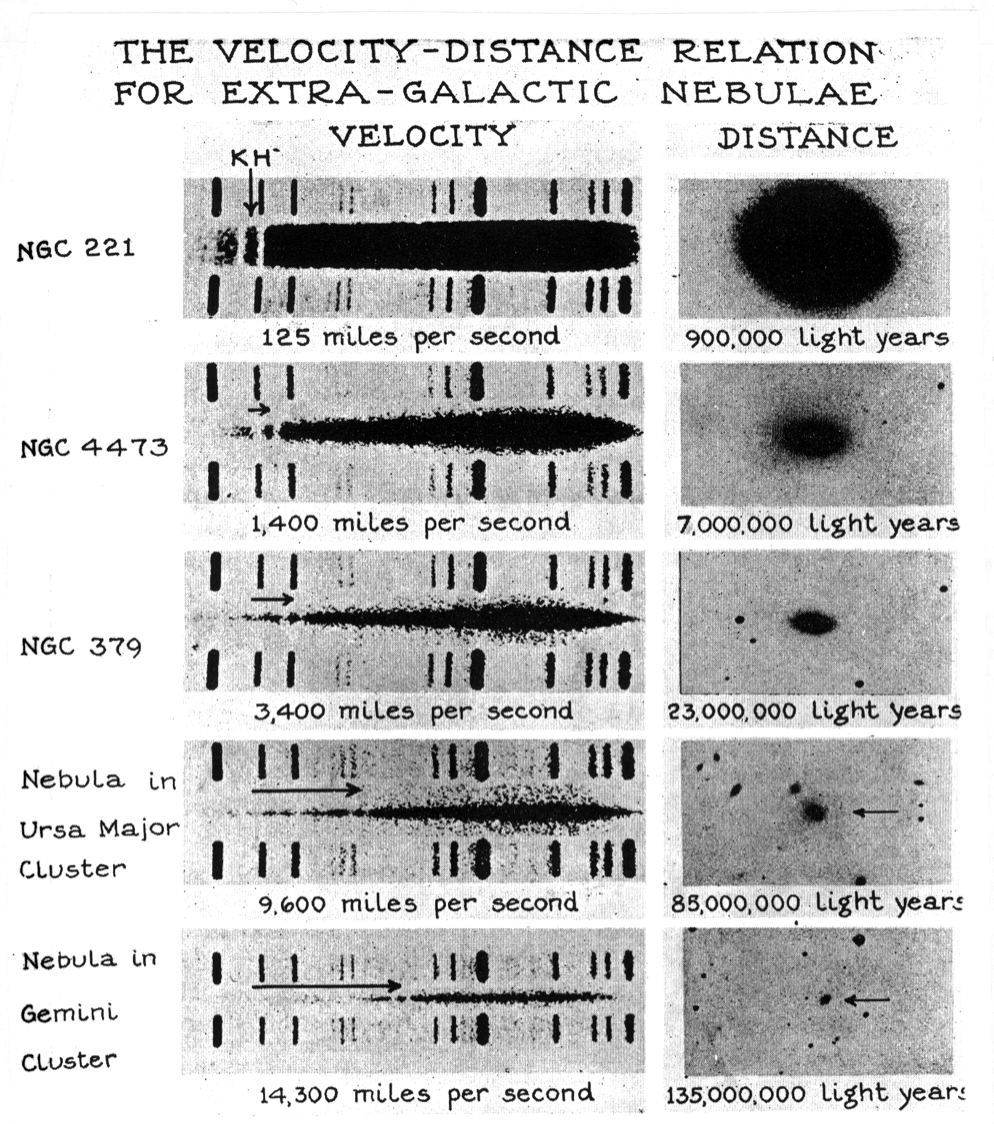 THE VELOCITY-DISTANCE RELATION
FOR EXTRA-GALACTIC NEBULAE
VELOCITY
DISTANCE
KH
NGC 221
125 miles per second
900,000 light years
NGC 4473
1,400 miles per second
7,000,000 light years
NGC 379
3,400 miles per second
23,000,000 light years
Nebula in
Ursa Major
Cluster
9,600 miles per second
85,000,000 light years
Nebula in
Gemini
Cluster
14,300 miles per second
135,000,000 light years